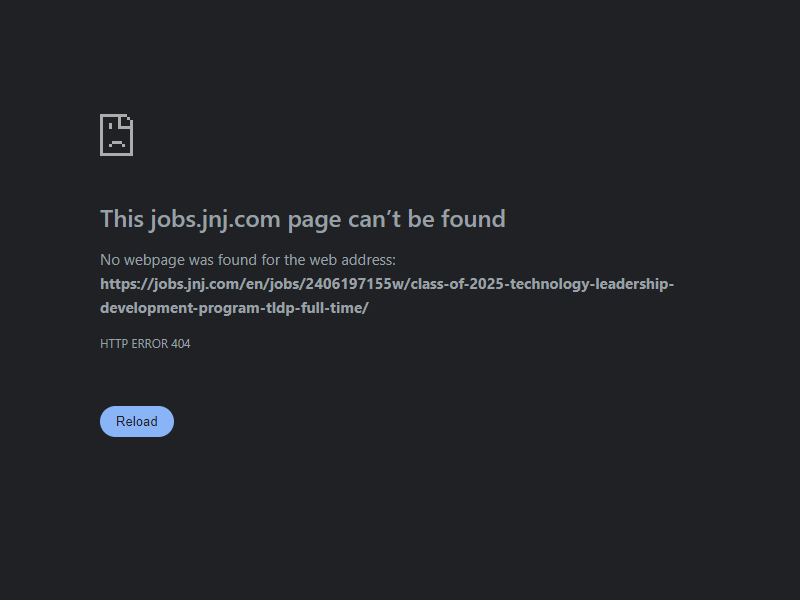 This jobs.jnj.com page can’t be found
No webpage was found for the web address:
https://jobs.jnj.com/en/jobs/2406197155w/class-of-2025-technology-leadership-
development-program-tldp-full-time/
HTTP ERROR 404
Reload